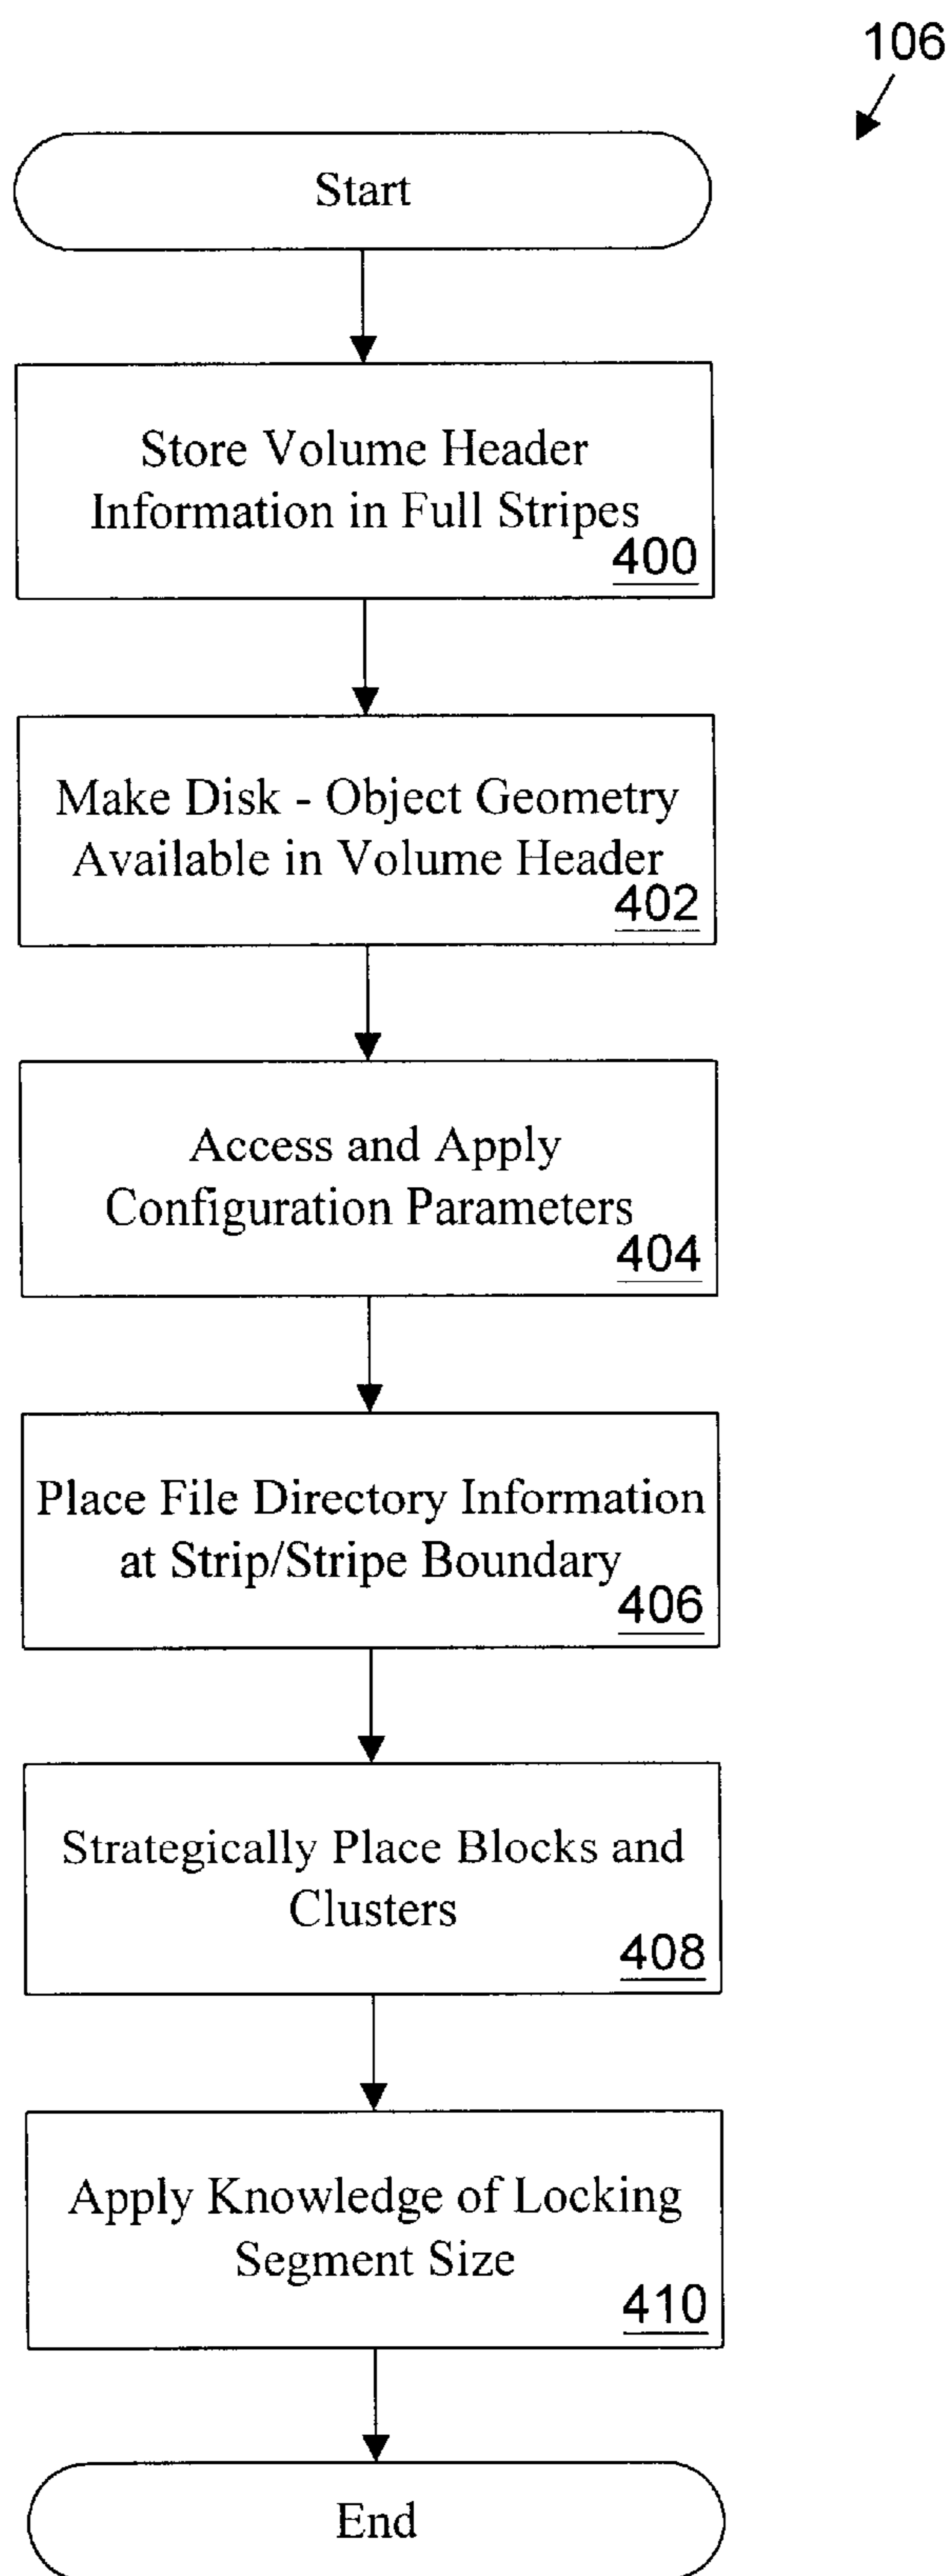 106
Start
Store Volume Header
Information in Full Stripes
400
Make Disk - Object Geometry
Available in Volume Header
402
Access and Apply
Configuration Parameters
404
Place File Directory Information
at Strip/Stripe Boundary
406
Strategically Place Blocks and
Clusters
408
Apply Knowledge of Locking
Segment Size
410
End